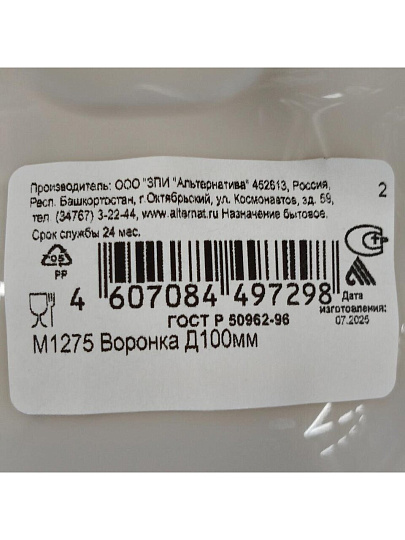 Производитель: ООО "ЗПИ "Альтернатива" 452613, Россия,
Респ. Башкортостан, г.Октябрьский, ул. Космонавтов, зд. 59,
тел. (34767) 3-22-44, www.alternat.ru Назначение бытовое.
Срок службы 24 мес.
2
05
PP
4 607084 497298
Дата
изготовления:
07.2025
ГОСТ Р 50962-96
М1275 Воронка Д100мм